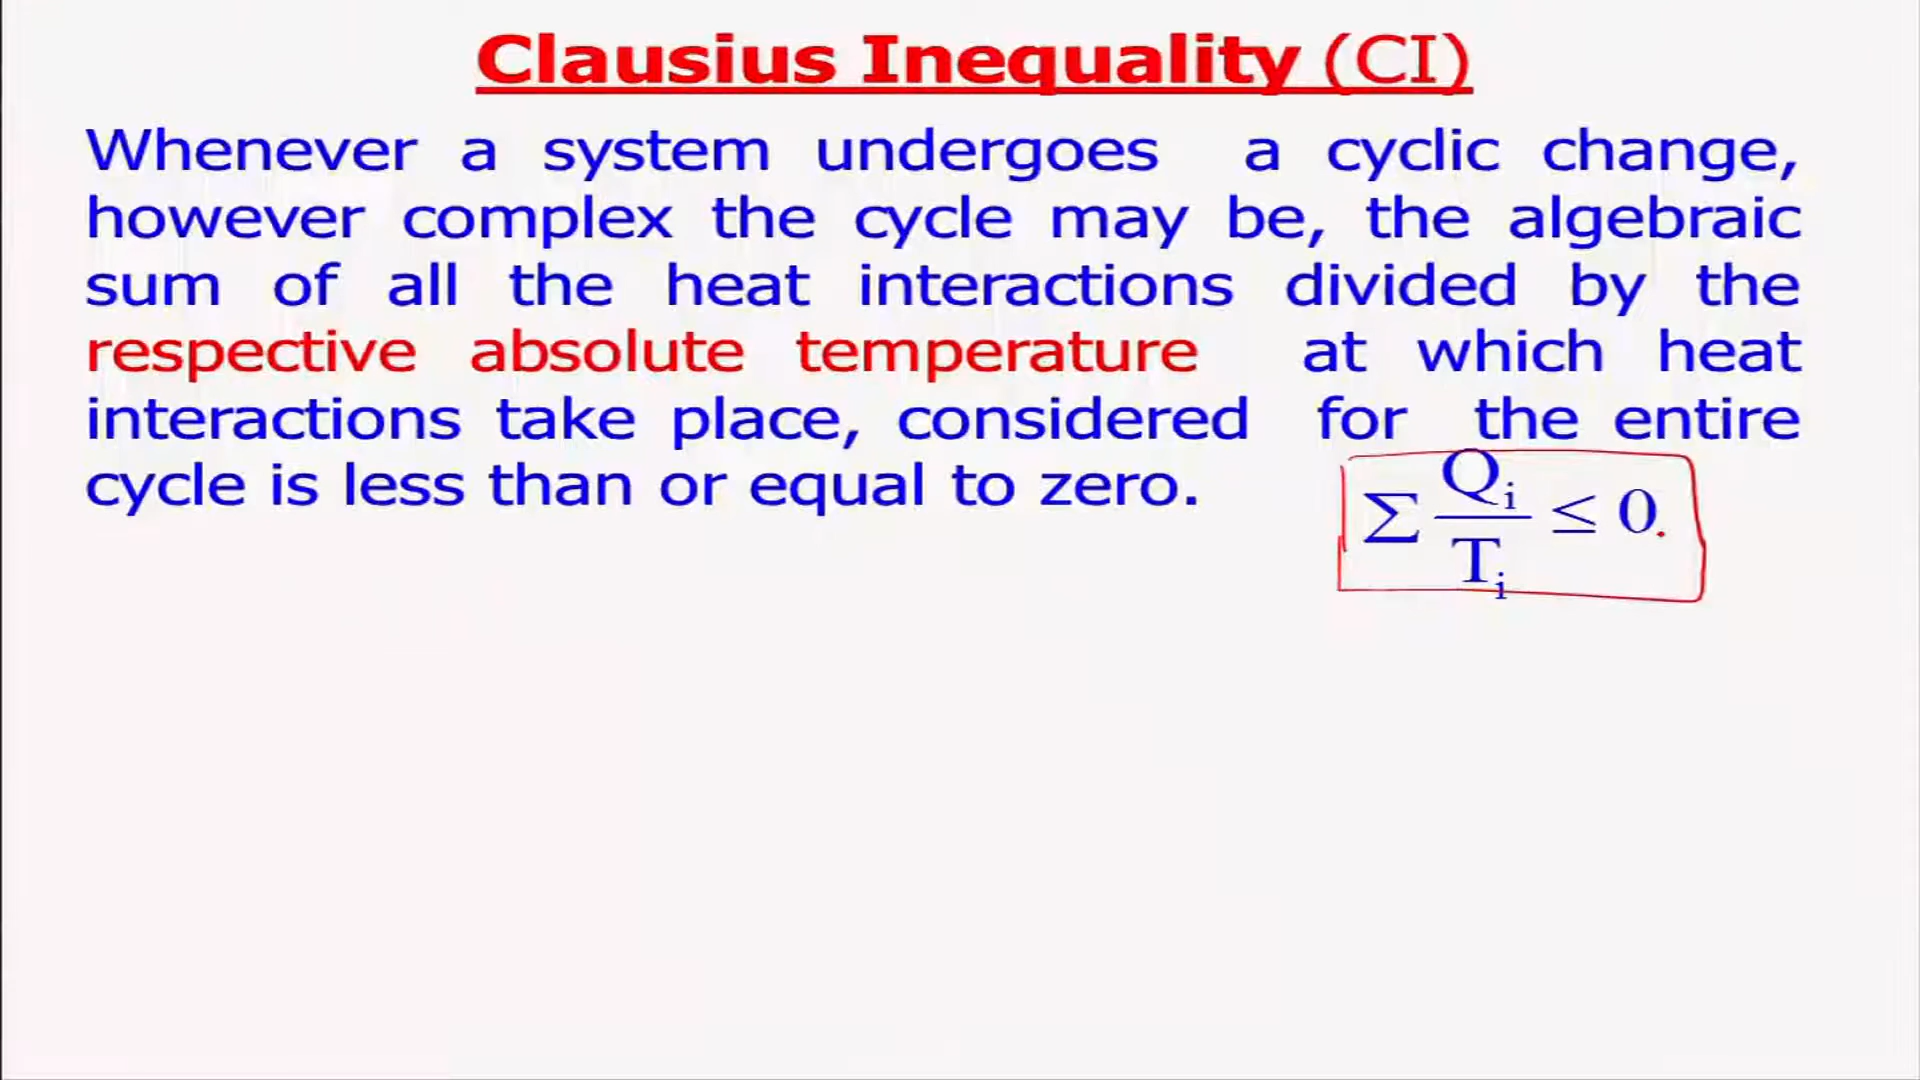 Clausius Inequality (CI)
Whenever a system undergoes a cyclic change,
however complex the cycle may be, the algebraic
sum of all the heat interactions divided by the
respective absolute temperature at which heat
interactions take place, considered for the entire
cycle is less than or equal to zero.
Σ Qi/Ti ≤ 0.